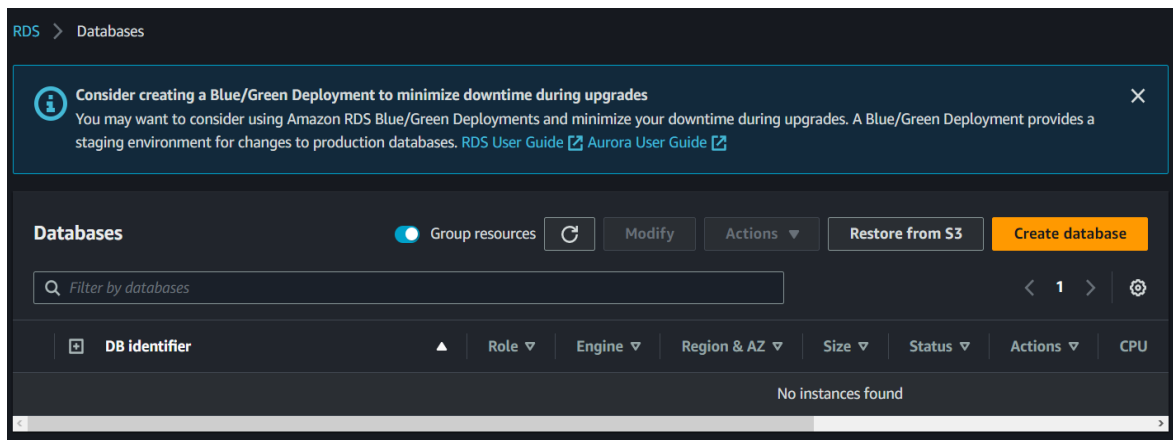 RDS > Databases
Consider creating a Blue/Green Deployment to minimize downtime during upgrades
You may want to consider using Amazon RDS Blue/Green Deployments and minimize your downtime during upgrades. A Blue/Green Deployment provides a
staging environment for changes to production databases. RDS User Guide Aurora User Guide
Databases Group resources Modify Actions Restore from S3 Create database
Filter by databases < 1 >
DB identifier Role Engine Region & AZ Size Status Actions CPU
No instances found